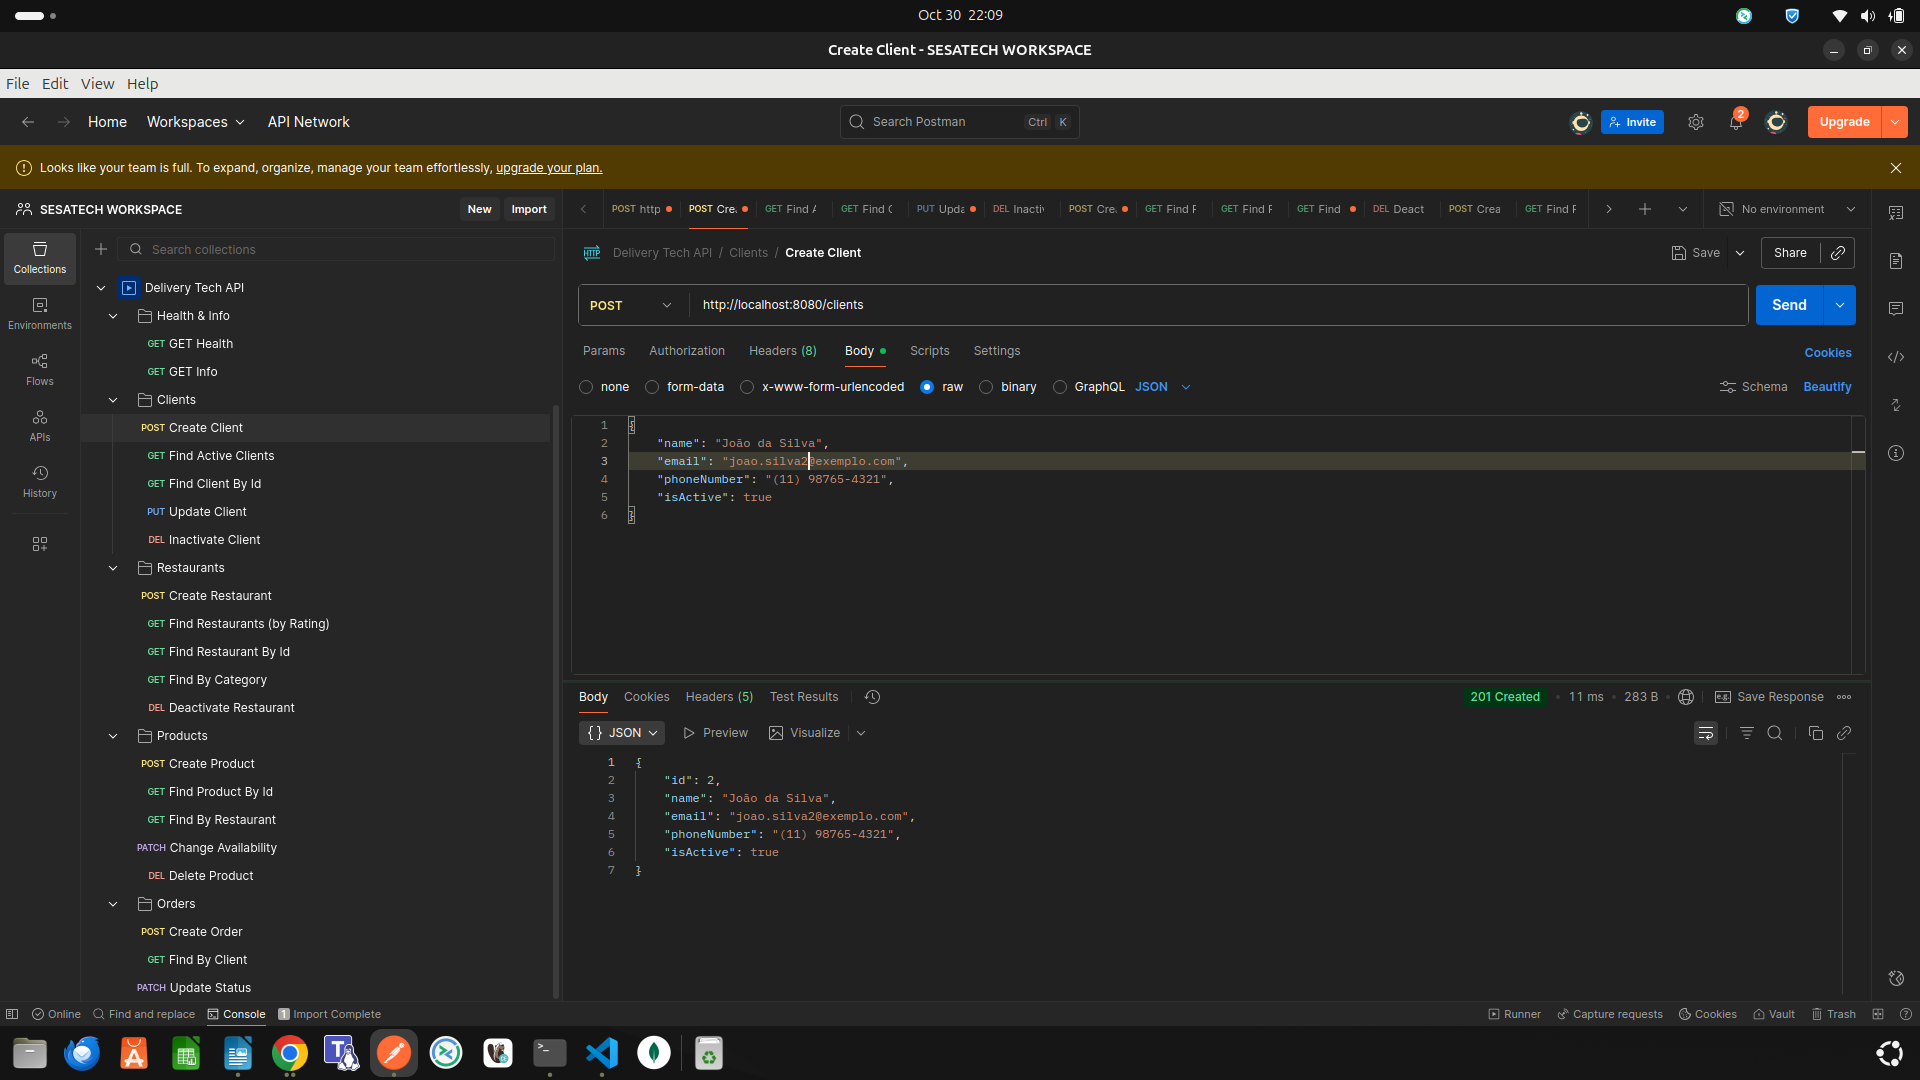 Oct 30 22:09
Create Client - SESATECH WORKSPACE
File Edit View Help
Home Workspaces API Network
Search Postman Ctrl K
Invite 2 Upgrade
Looks like your team is full. To expand, organize, manage your team effortlessly, upgrade your plan.
SESATECH WORKSPACE New Import
POST http POST Cre GET Find A GET Find C PUT Upda DEL Inactiv POST Cre GET Find F GET Find F GET Find DEL Deact POST Crea GET Find F No environment
Collections
Environments
Flows
APIs
History
Search collections
Delivery Tech API
Health & Info
GET GET Health
GET GET Info
Clients
POST Create Client
GET Find Active Clients
GET Find Client By Id
PUT Update Client
DEL Inactivate Client
Restaurants
POST Create Restaurant
GET Find Restaurants (by Rating)
GET Find Restaurant By Id
GET Find By Category
DEL Deactivate Restaurant
Products
POST Create Product
GET Find Product By Id
GET Find By Restaurant
PATCH Change Availability
DEL Delete Product
Orders
POST Create Order
GET Find By Client
PATCH Update Status
HTTP Delivery Tech API / Clients / Create Client Save Share
POST http://localhost:8080/clients Send
Params Authorization Headers (8) Body Scripts Settings Cookies
none form-data x-www-form-urlencoded raw binary GraphQL JSON Schema Beautify
1 {
2 "name": "João da Silva",
3 "email": "joao.silva2@exemplo.com",
4 "phoneNumber": "(11) 98765-4321",
5 "isActive": true
6 }
Body Cookies Headers (5) Test Results 201 Created 11 ms 283 B Save Response
{} JSON Preview Visualize
1 {
2 "id": 2,
3 "name": "João da Silva",
4 "email": "joao.silva2@exemplo.com",
5 "phoneNumber": "(11) 98765-4321",
6 "isActive": true
7 }
Online Find and replace Console 1 Import Complete Runner Capture requests Cookies Vault Trash